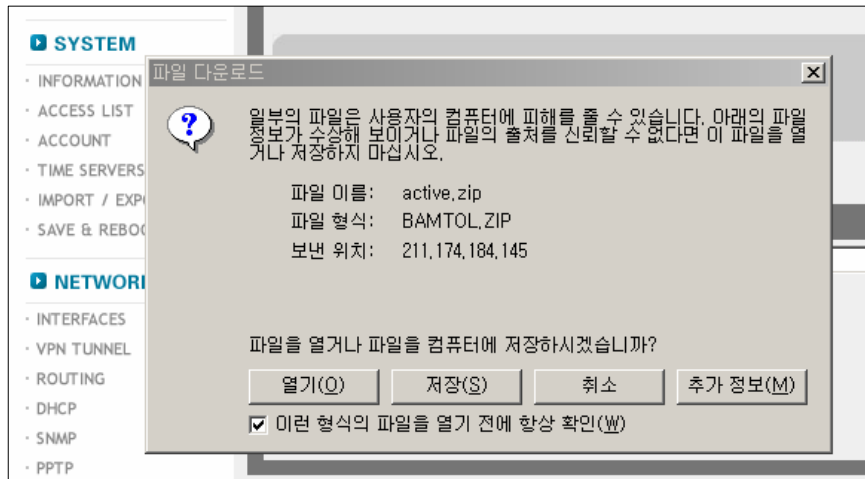 SYSTEM
INFORMATION
ACCESS LIST
ACCOUNT
TIME SERVERS
IMPORT /
SAVE &
NETWORK
INTERFACES
VPN TUNNEL
ROUTING
DHCP
SNMP
PPTP
파일 다운로드
일부의 파일은 사용자의 컴퓨터에 피해를 줄 수 있습니다. 아래의 파일
정보가 수상해 보이거나 파일의 출처를 신뢰할 수 없다면 이 파일을 열
거나 저장하지 마십시오.
파일 이름: active.zip
파일 형식: BAMTOL.ZIP
보낸 위치: 211.174.184.145
파일을 열거나 파일을 컴퓨터에 저장하시겠습니까?
열기(O) 저장(S) 취소 추가 정보(M)
이런 형식의 파일을 열기 전에 항상 확인(W)